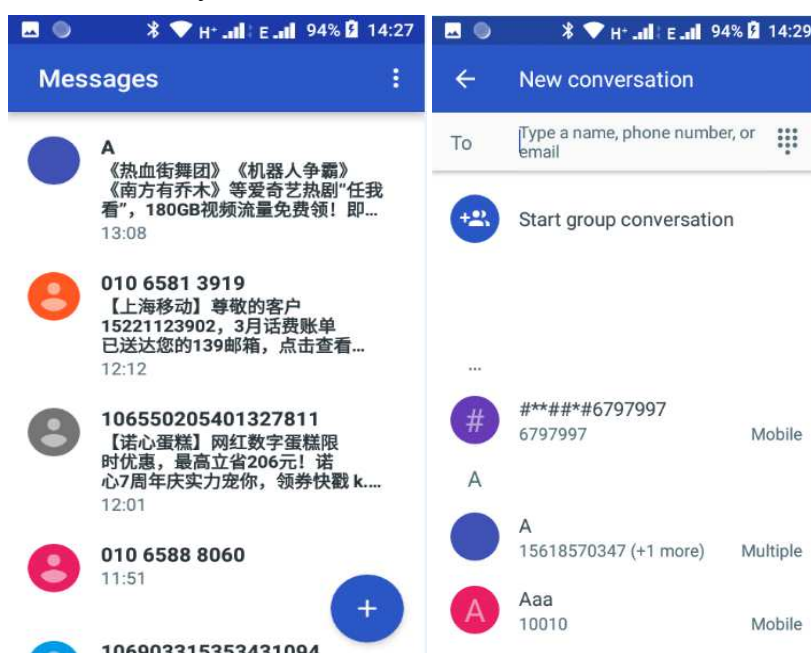 H+ E 94% 14:27
Messages
A
《热血街舞团》《机器人争霸》
《南方有乔木》等爱奇艺热剧“任我
看”，180GB视频流量免费领！即...
13:08
010 6581 3919
【上海移动】尊敬的客户
15221123902，3月话费账单
已送达您的139邮箱，点击查看...
12:12
106550205401327811
【诺心蛋糕】网红数字蛋糕限
时优惠，最高立省206元！诺
心7周年庆实力宠你，领券快戳 k....
12:01
010 6588 8060
11:51
+
106903315353431094
H+ E 94% 14:29
New conversation
To
Type a name, phone number, or
email
Start group conversation
...
#
#**##*#6797997
6797997 Mobile
A
A
15618570347 (+1 more) Multiple
A
Aaa
10010 Mobile